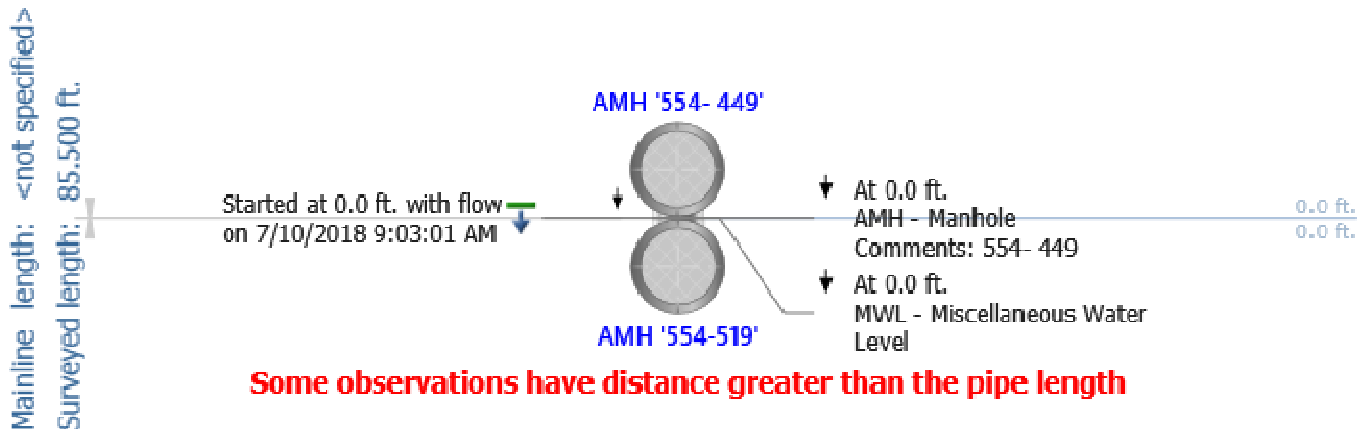 Mainline length: <not specified>
Surveyed length: 85.500 ft.
AMH '554- 449'
Started at 0.0 ft. with flow
on 7/10/2018 9:03:01 AM
At 0.0 ft.
AMH - Manhole
Comments: 554- 449
0.0 ft.
0.0 ft.
At 0.0 ft.
MWL - Miscellaneous Water
Level
AMH '554-519'
Some observations have distance greater than the pipe length